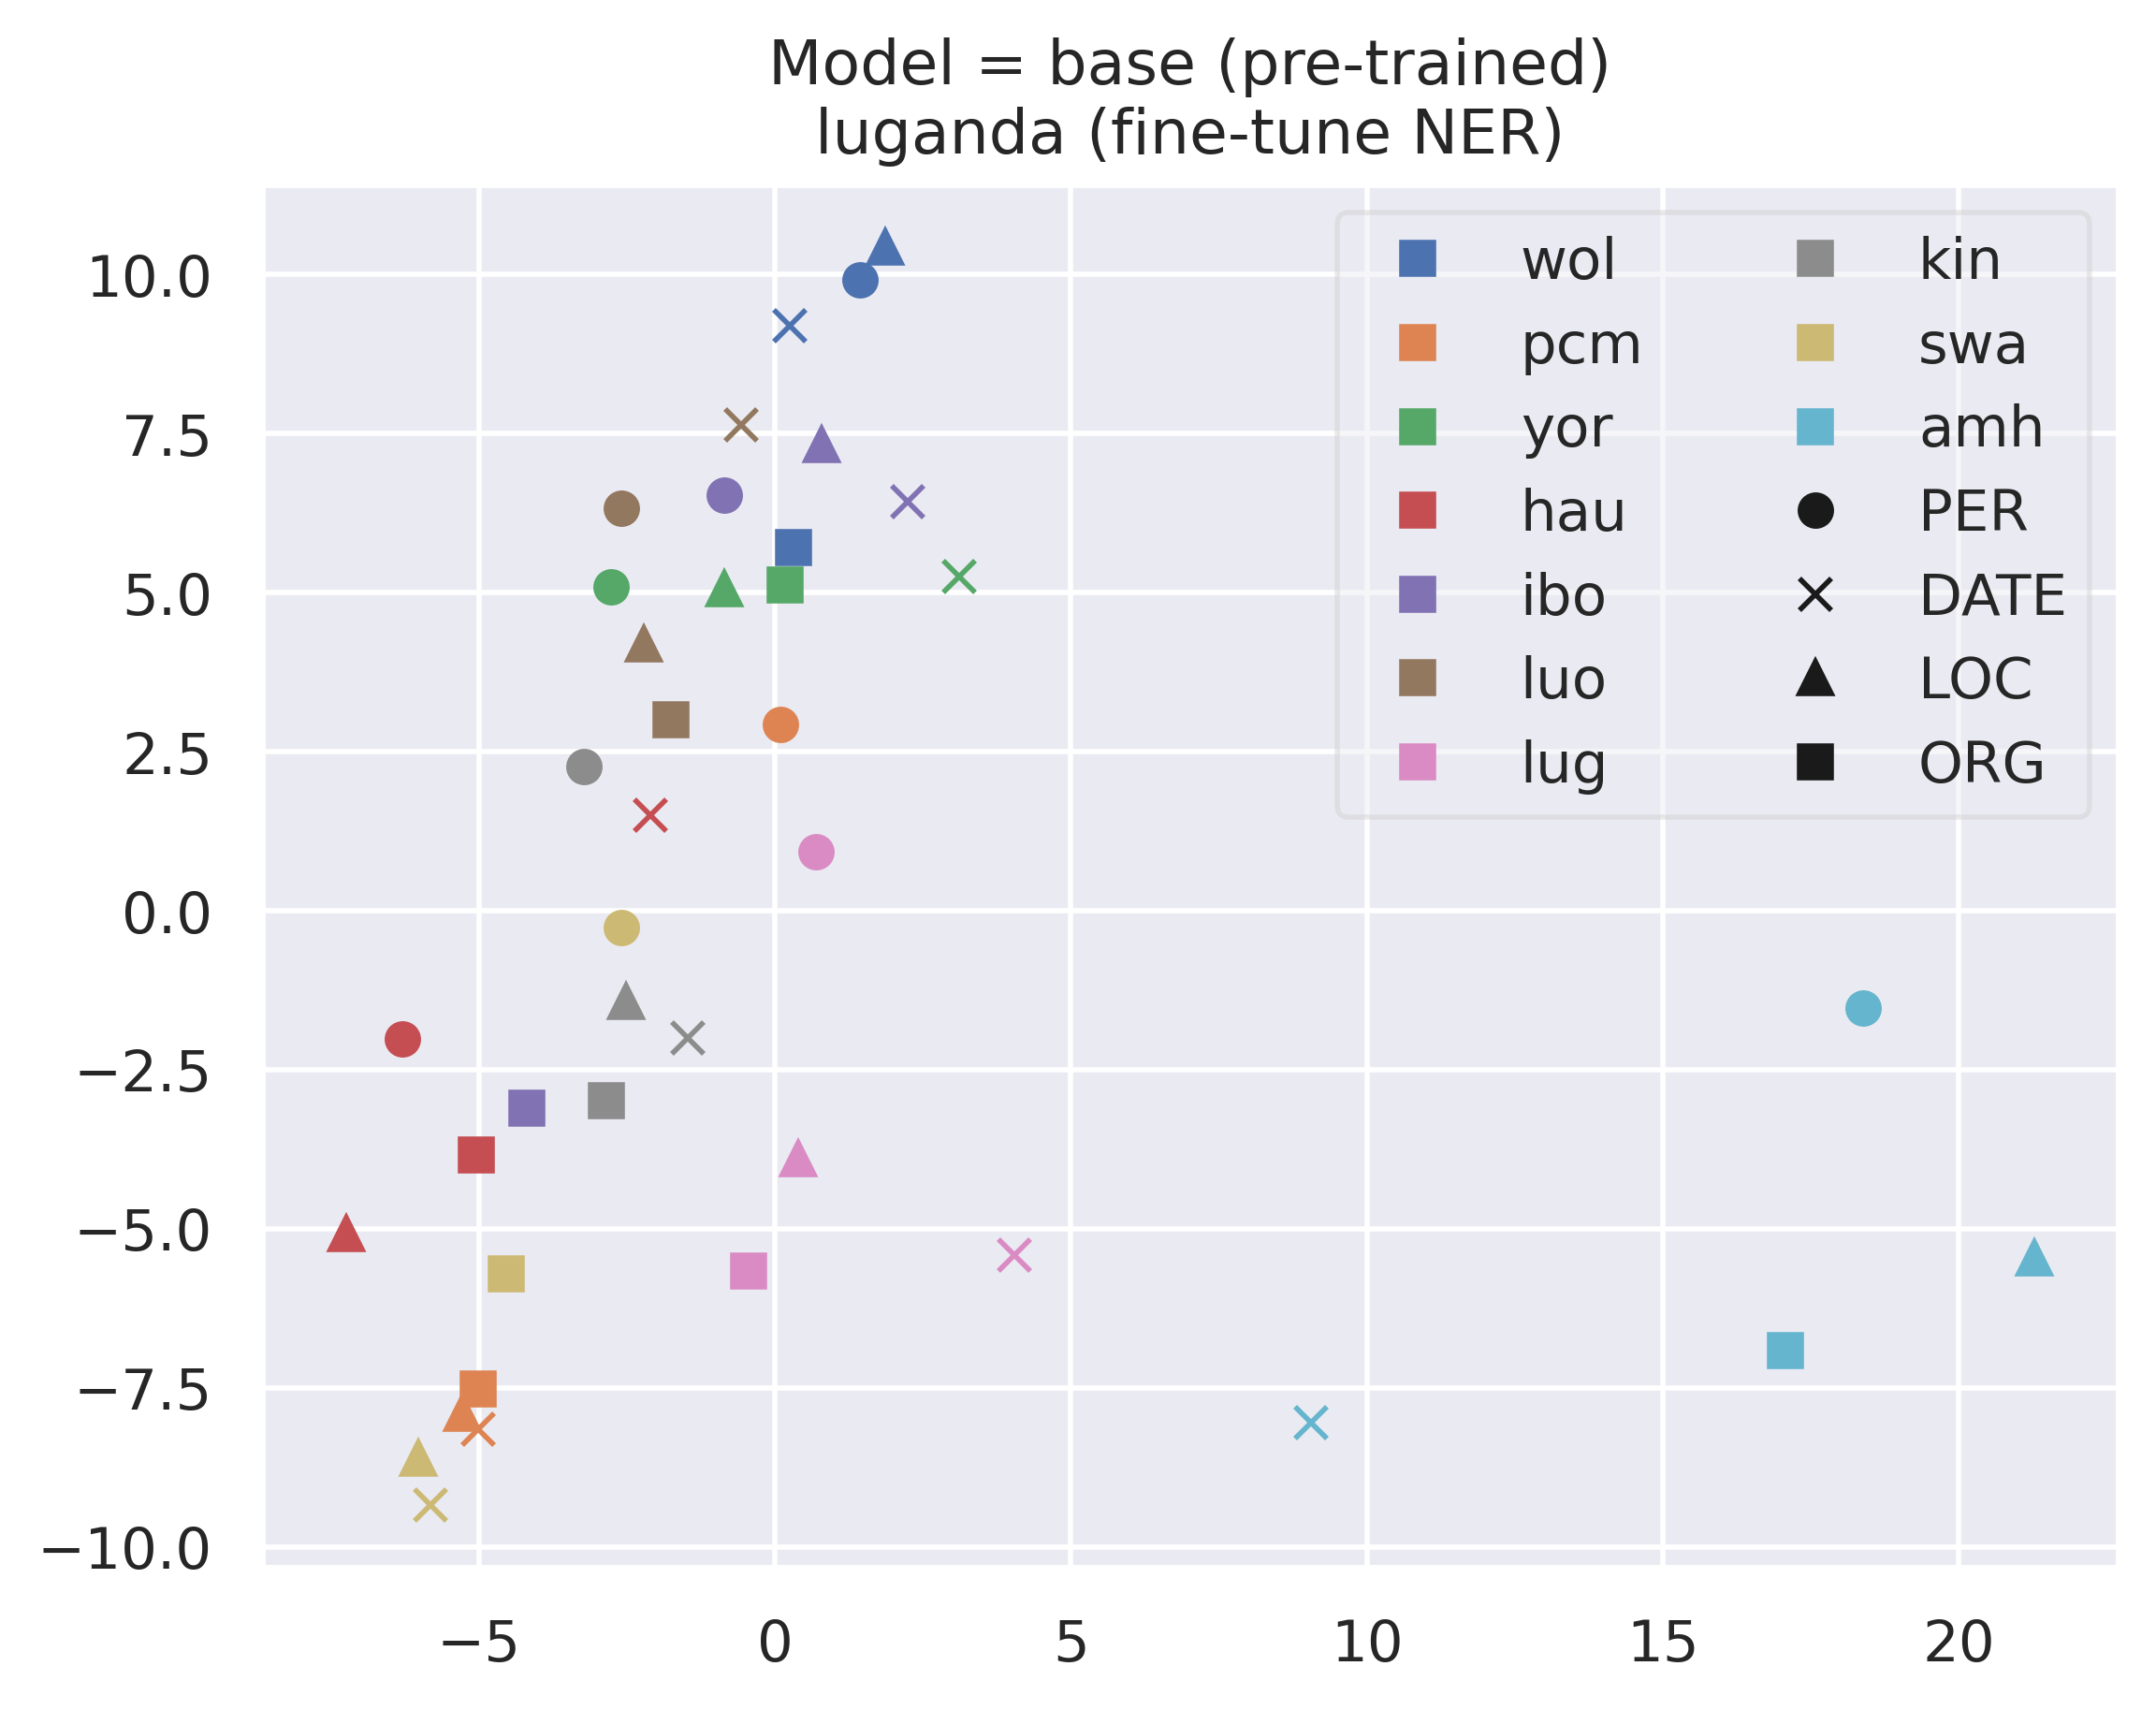 Model = base (pre-trained)
luganda (fine-tune NER)
10.0
7.5
5.0
2.5
0.0
−2.5
−5.0
−7.5
−10.0
−5
0
5
10
15
20
wol
pcm
yor
hau
ibo
luo
lug
kin
swa
amh
PER
DATE
LOC
ORG